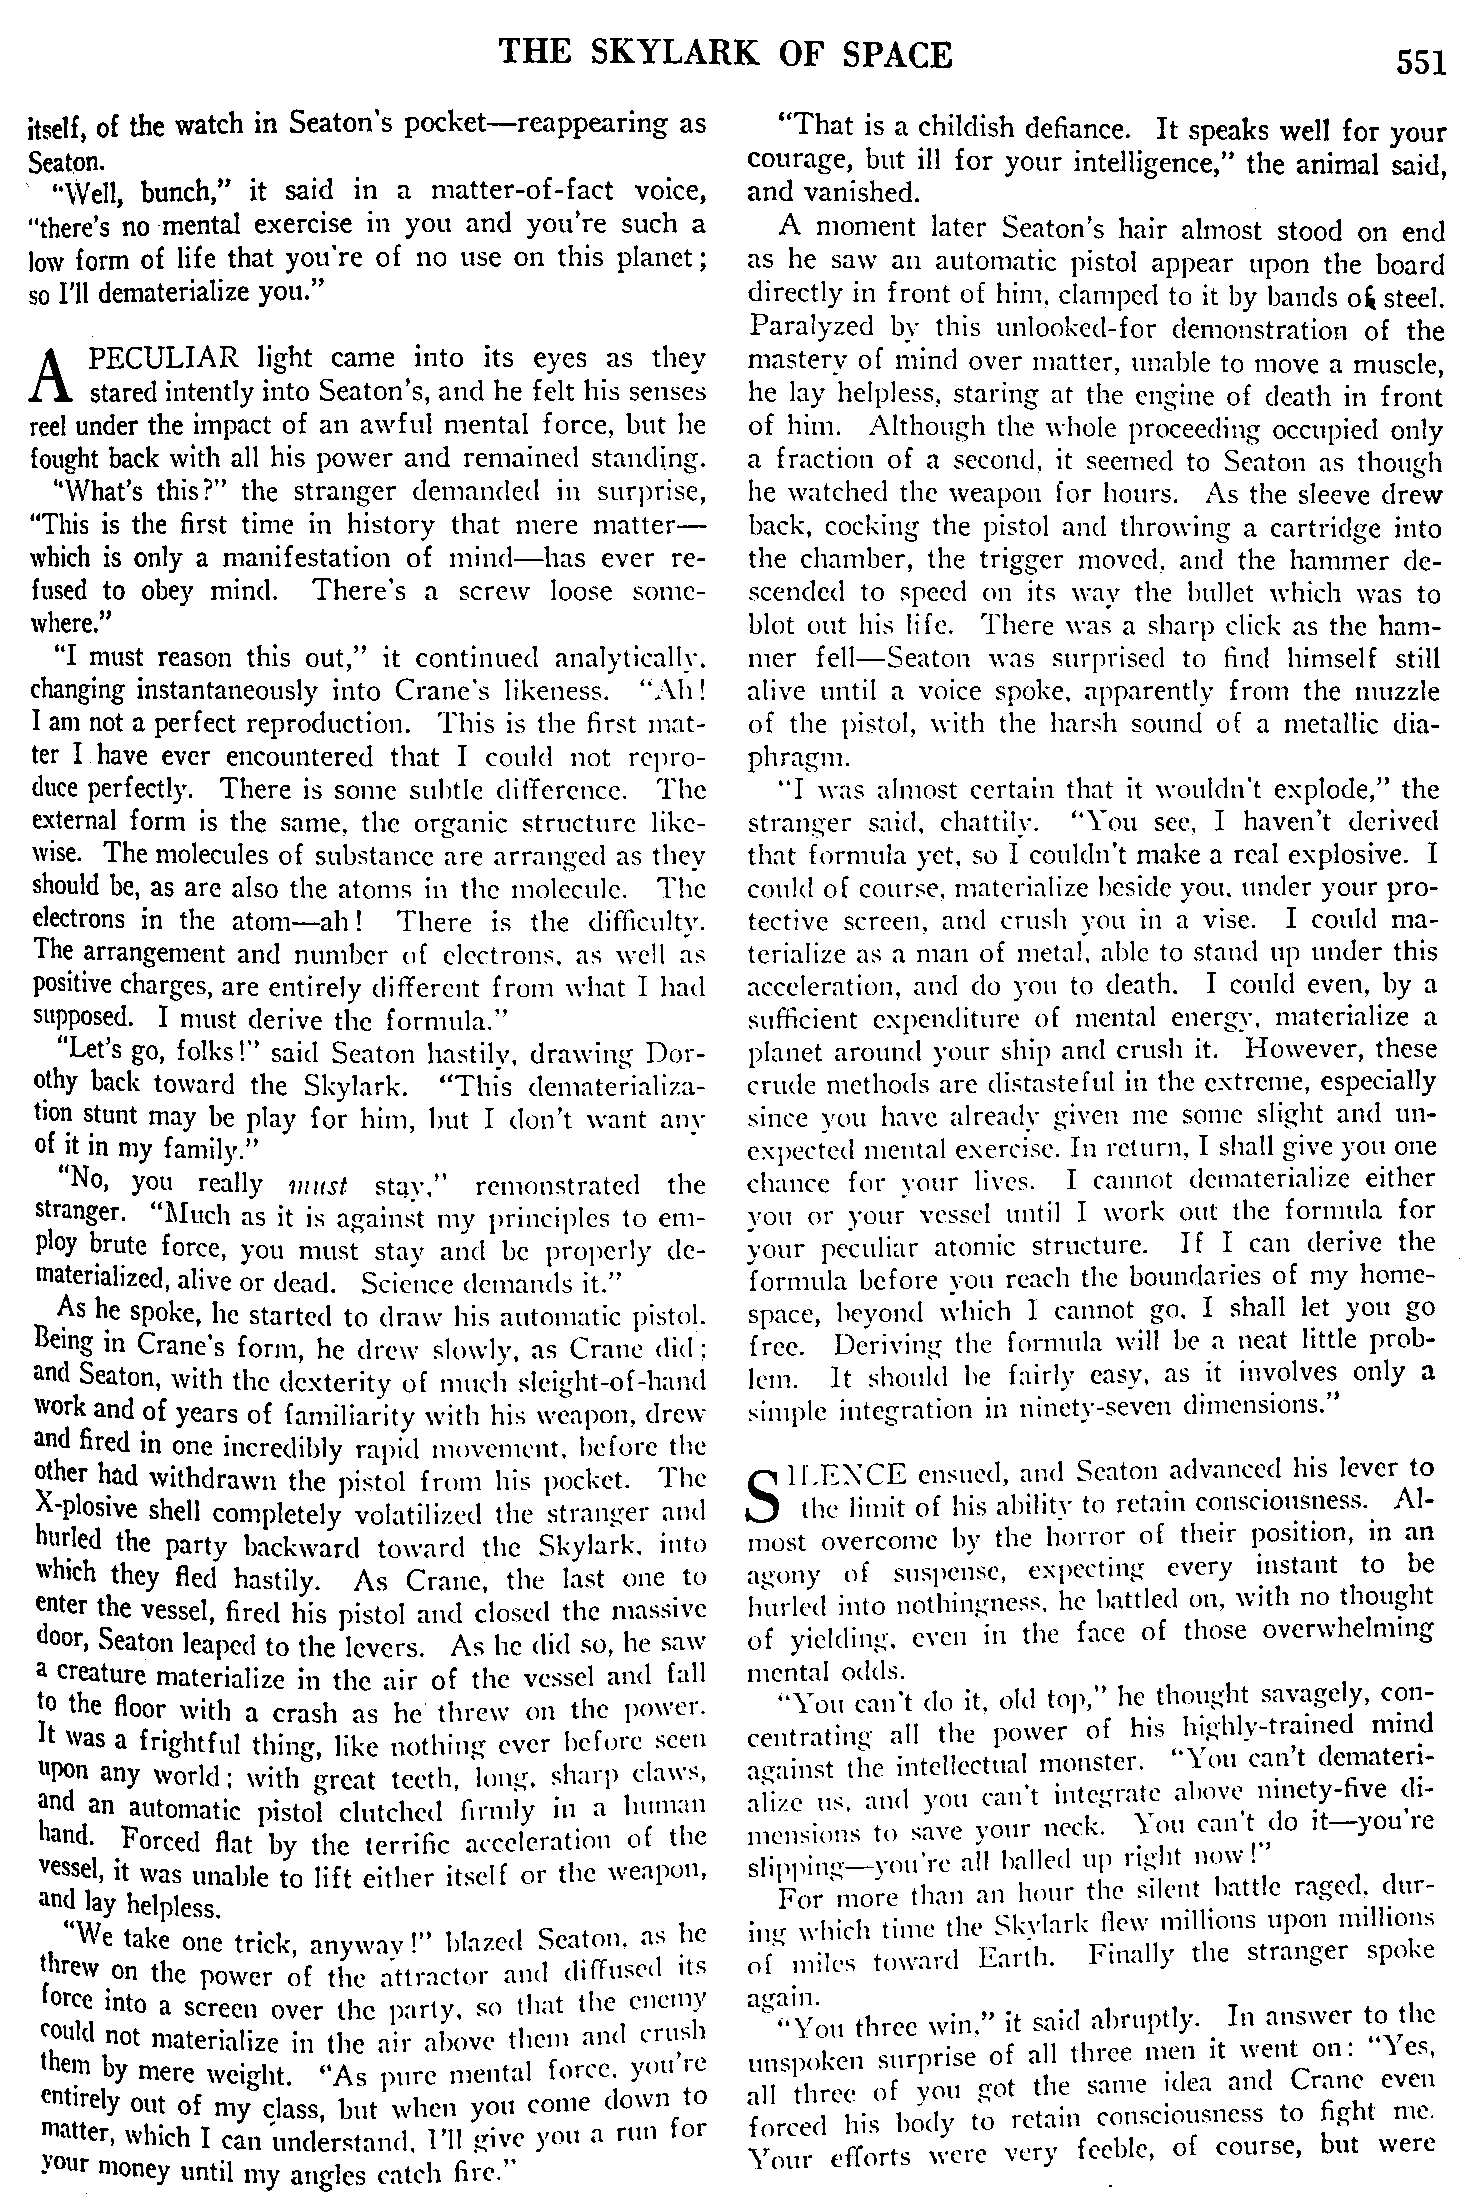 THE SKYLARK OF SPACE
551
itself, of the watch in Seaton's pocket—reappearing as
Seaton.
"Well, bunch," it said in a matter-of-fact voice,
"there's no mental exercise in you and you're such a
low form of life that you're of no use on this planet;
so I'll dematerialize you."
A PECULIAR light came into its eyes as they
stared intently into Seaton's, and he felt his senses
reel under the impact of an awful mental force, but he
fought back with all his power and remained standing.
"What's this?" the stranger demanded in surprise,
"This is the first time in history that mere matter—
which is only a manifestation of mind—has ever re-
fused to obey mind. There's a screw loose some-
where."
"I must reason this out," it continued analytically,
changing instantaneously into Crane's likeness. "Ah!
I am not a perfect reproduction. This is the first mat-
ter I have ever encountered that I could not repro-
duce perfectly. There is some subtle difference. The
external form is the same, the organic structure like-
wise. The molecules of substance are arranged as they
should be, as are also the atoms in the molecule. The
electrons in the atom—ah! There is the difficulty.
The arrangement and number of electrons, as well as
positive charges, are entirely different from what I had
supposed. I must derive the formula."
"Let's go, folks!" said Seaton hastily, drawing Dor-
othy back toward the Skylark. "This dematerializa-
tion stunt may be play for him, but I don't want any
of it in my family."
"No, you really must stay," remonstrated the
stranger. "Much as it is against my principles to em-
ploy brute force, you must stay and be properly de-
materialized, alive or dead. Science demands it."
As he spoke, he started to draw his automatic pistol.
Being in Crane's form, he drew slowly, as Crane did;
and Seaton, with the dexterity of much sleight-of-hand
work and of years of familiarity with his weapon, drew
and fired in one incredibly rapid movement, before the
other had withdrawn the pistol from his pocket. The
X-plosive shell completely volatilized the stranger and
hurled the party backward toward the Skylark, into
which they fled hastily. As Crane, the last one to
enter the vessel, fired his pistol and closed the massive
door, Seaton leaped to the levers. As he did so, he saw
a creature materialize in the air of the vessel and fall
to the floor with a crash as he threw on the power.
It was a frightful thing, like nothing ever before seen
upon any world; with great teeth, long, sharp claws,
and an automatic pistol clutched firmly in a human
hand. Forced flat by the terrific acceleration of the
vessel, it was unable to lift either itself or the weapon,
and lay helpless.
"We take one trick, anyway!" blazed Seaton, as he
threw on the power of the attractor and diffused its
force into a screen over the party, so that the enemy
could not materialize in the air above them and crush
them by mere weight. "As pure mental force, you're
entirely out of my class, but when you come down to
matter, which I can understand, I'll give you a run for
your money until my angles catch fire."
"That is a childish defiance. It speaks well for your
courage, but ill for your intelligence," the animal said,
and vanished.
A moment later Seaton's hair almost stood on end
as he saw an automatic pistol appear upon the board
directly in front of him, clamped to it by bands of steel.
Paralyzed by this unlooked-for demonstration of the
mastery of mind over matter, unable to move a muscle,
he lay helpless, staring at the engine of death in front
of him. Although the whole proceeding occupied only
a fraction of a second, it seemed to Seaton as though
he watched the weapon for hours. As the sleeve drew
back, cocking the pistol and throwing a cartridge into
the chamber, the trigger moved, and the hammer de-
scended to speed on its way the bullet which was to
blot out his life. There was a sharp click as the ham-
mer fell—Seaton was surprised to find himself still
alive until a voice spoke, apparently from the muzzle
of the pistol, with the harsh sound of a metallic dia-
phragm.
"I was almost certain that it wouldn't explode," the
stranger said, chattily. "You see, I haven't derived
that formula yet, so I couldn't make a real explosive. I
could of course, materialize beside you, under your pro-
tective screen, and crush you in a vise. I could ma-
terialize as a man of metal, able to stand up under this
acceleration, and do you to death. I could even, by a
sufficient expenditure of mental energy, materialize a
planet around your ship and crush it. However, these
crude methods are distasteful in the extreme, especially
since you have already given me some slight and un-
expected mental exercise. In return, I shall give you one
chance for your lives. I cannot dematerialize either
you or your vessel until I work out the formula for
your peculiar atomic structure. If I can derive the
formula before you reach the boundaries of my home-
space, beyond which I cannot go, I shall let you go
free. Deriving the formula will be a neat little prob-
lem. It should be fairly easy, as it involves only a
simple integration in ninety-seven dimensions."
SILENCE ensued, and Seaton advanced his lever to
the limit of his ability to retain consciousness. Al-
most overcome by the horror of their position, in an
agony of suspense, expecting every instant to be
hurled into nothingness, he battled on, with no thought
of yielding, even in the face of those overwhelming
mental odds.
"You can't do it, old top," he thought savagely, con-
centrating all the power of his highly-trained mind
against the intellectual monster. "You can't demateri-
alize us, and you can't integrate above ninety-five di-
mensions to save your neck. You can't do it—you're
slipping—you're all balled up right now!"
For more than an hour the silent battle raged, dur-
ing which time the Skylark flew millions upon millions
of miles toward Earth. Finally the stranger spoke
again.
"You three win," it said abruptly. In answer to the
unspoken surprise of all three men it went on: "Yes,
all three of you got the same idea and Crane even
forced his body to retain consciousness to fight me.
Your efforts were very feeble, of course, but were